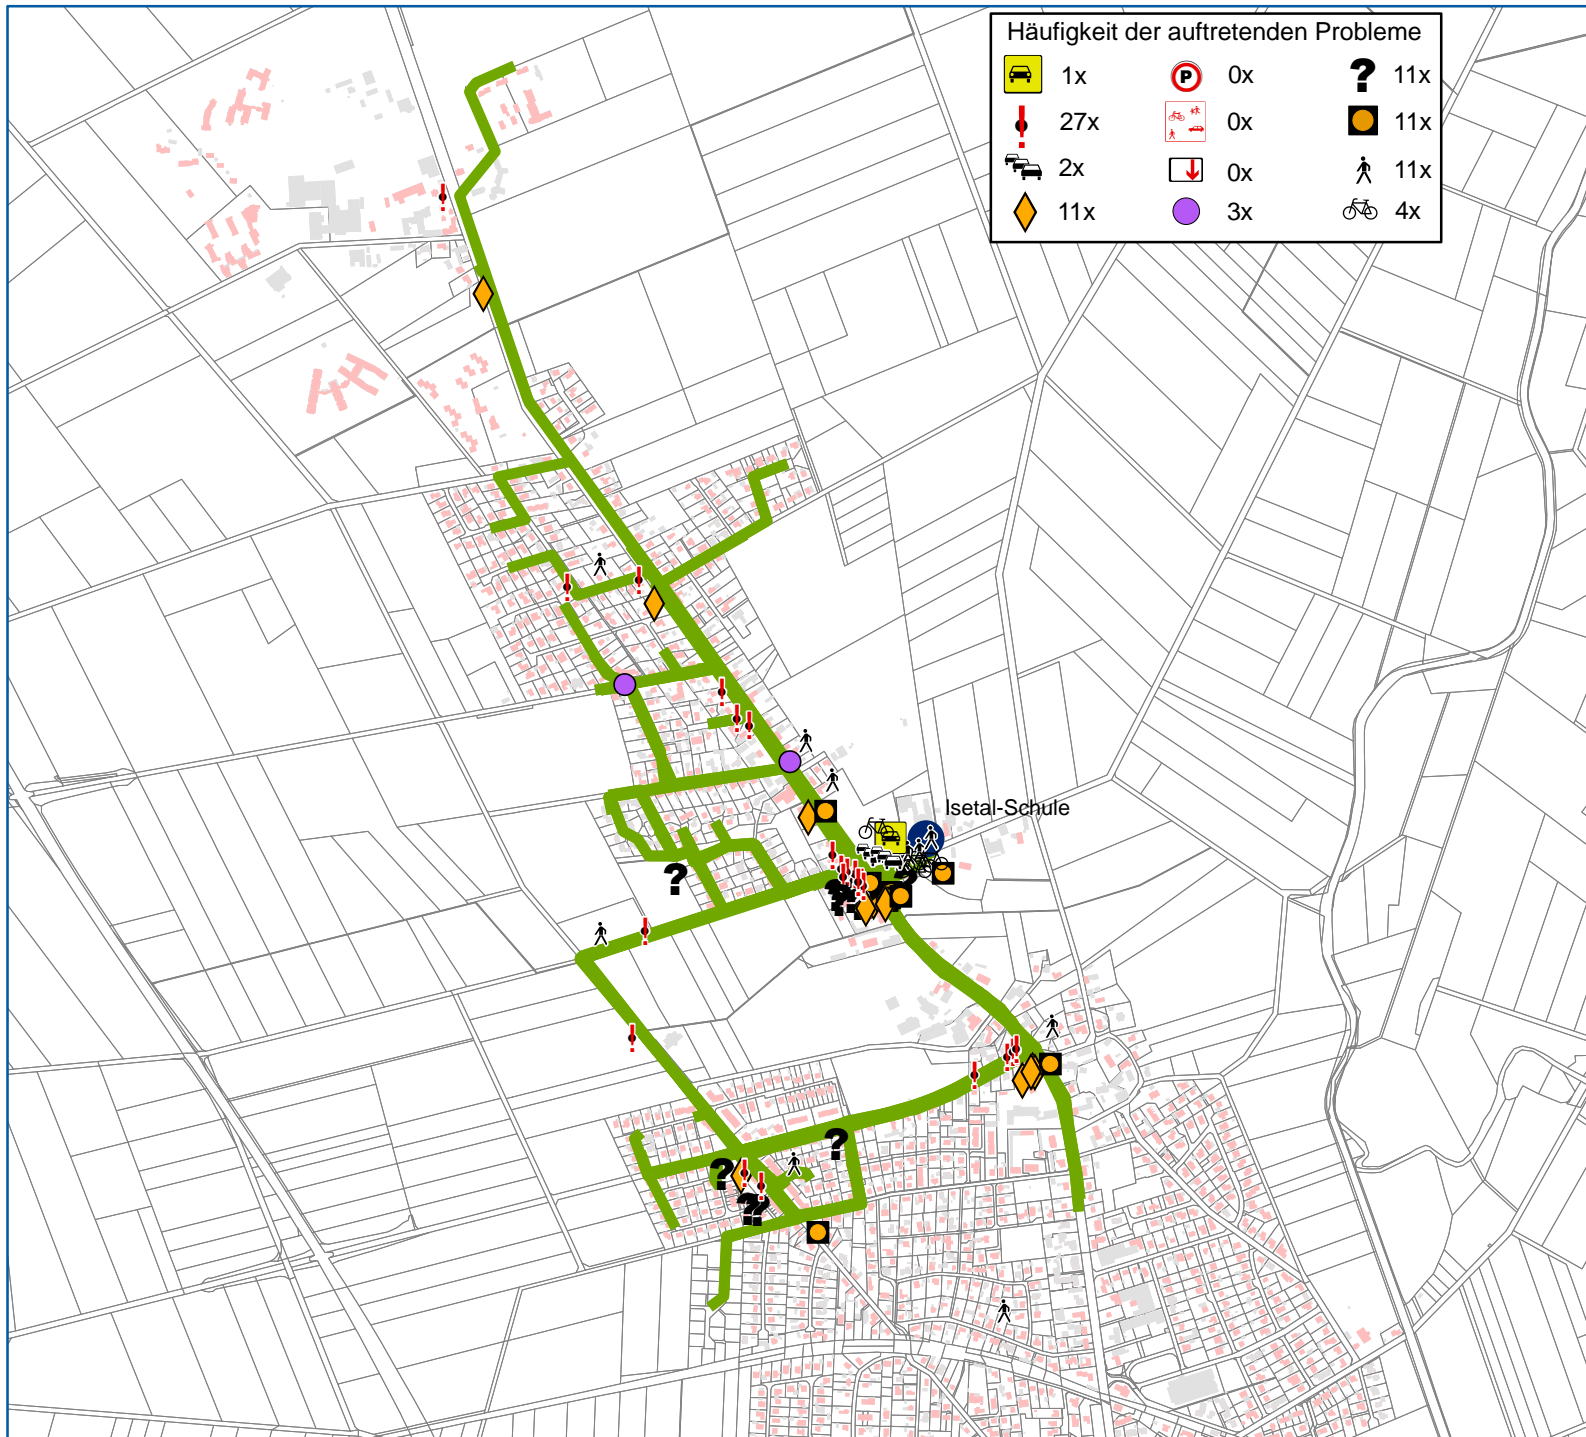 Häufigkeit der auftretenden Probleme
1x P 0x ? 11x
27x 0x 11x
2x 0x 11x
11x 3x 4x
Isetal-Schule
?
?
?
? ?